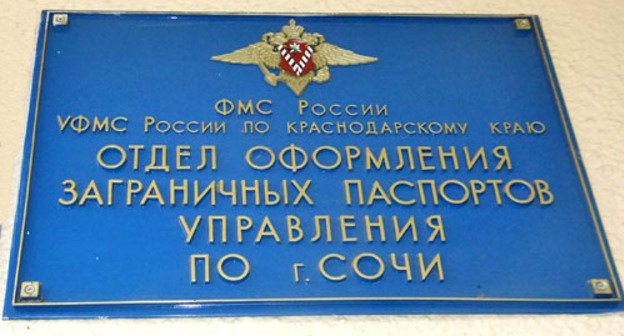 ФМС России
УФМС России по Краснодарскому краю
ОТДЕЛ ОФОРМЛЕНИЯ
ЗАГРАНИЧНЫХ ПАСПОРТОВ
УПРАВЛЕНИЯ
ПО г. СОЧИ